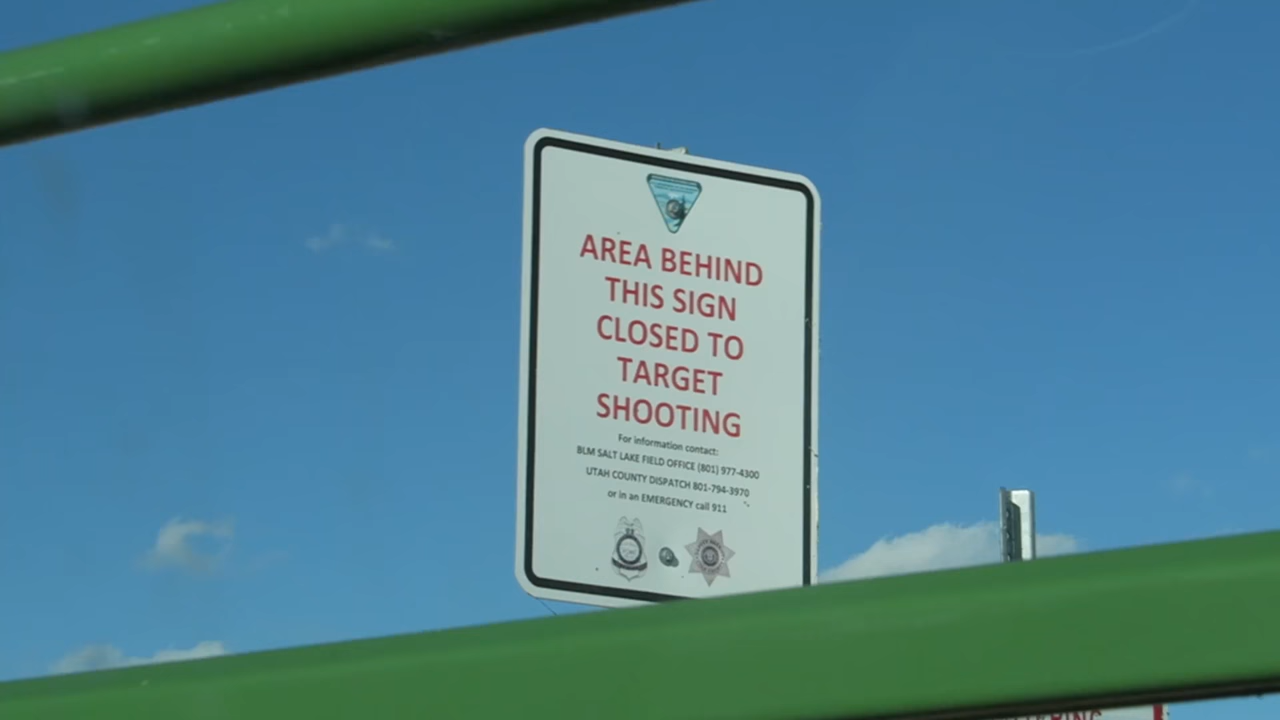 AREA BEHIND
THIS SIGN
CLOSED TO
TARGET
SHOOTING
For information contact:
BLM SALT LAKE FIELD OFFICE (801) 977-4300
UTAH COUNTY DISPATCH 801-794-3970
or in an EMERGENCY call 911